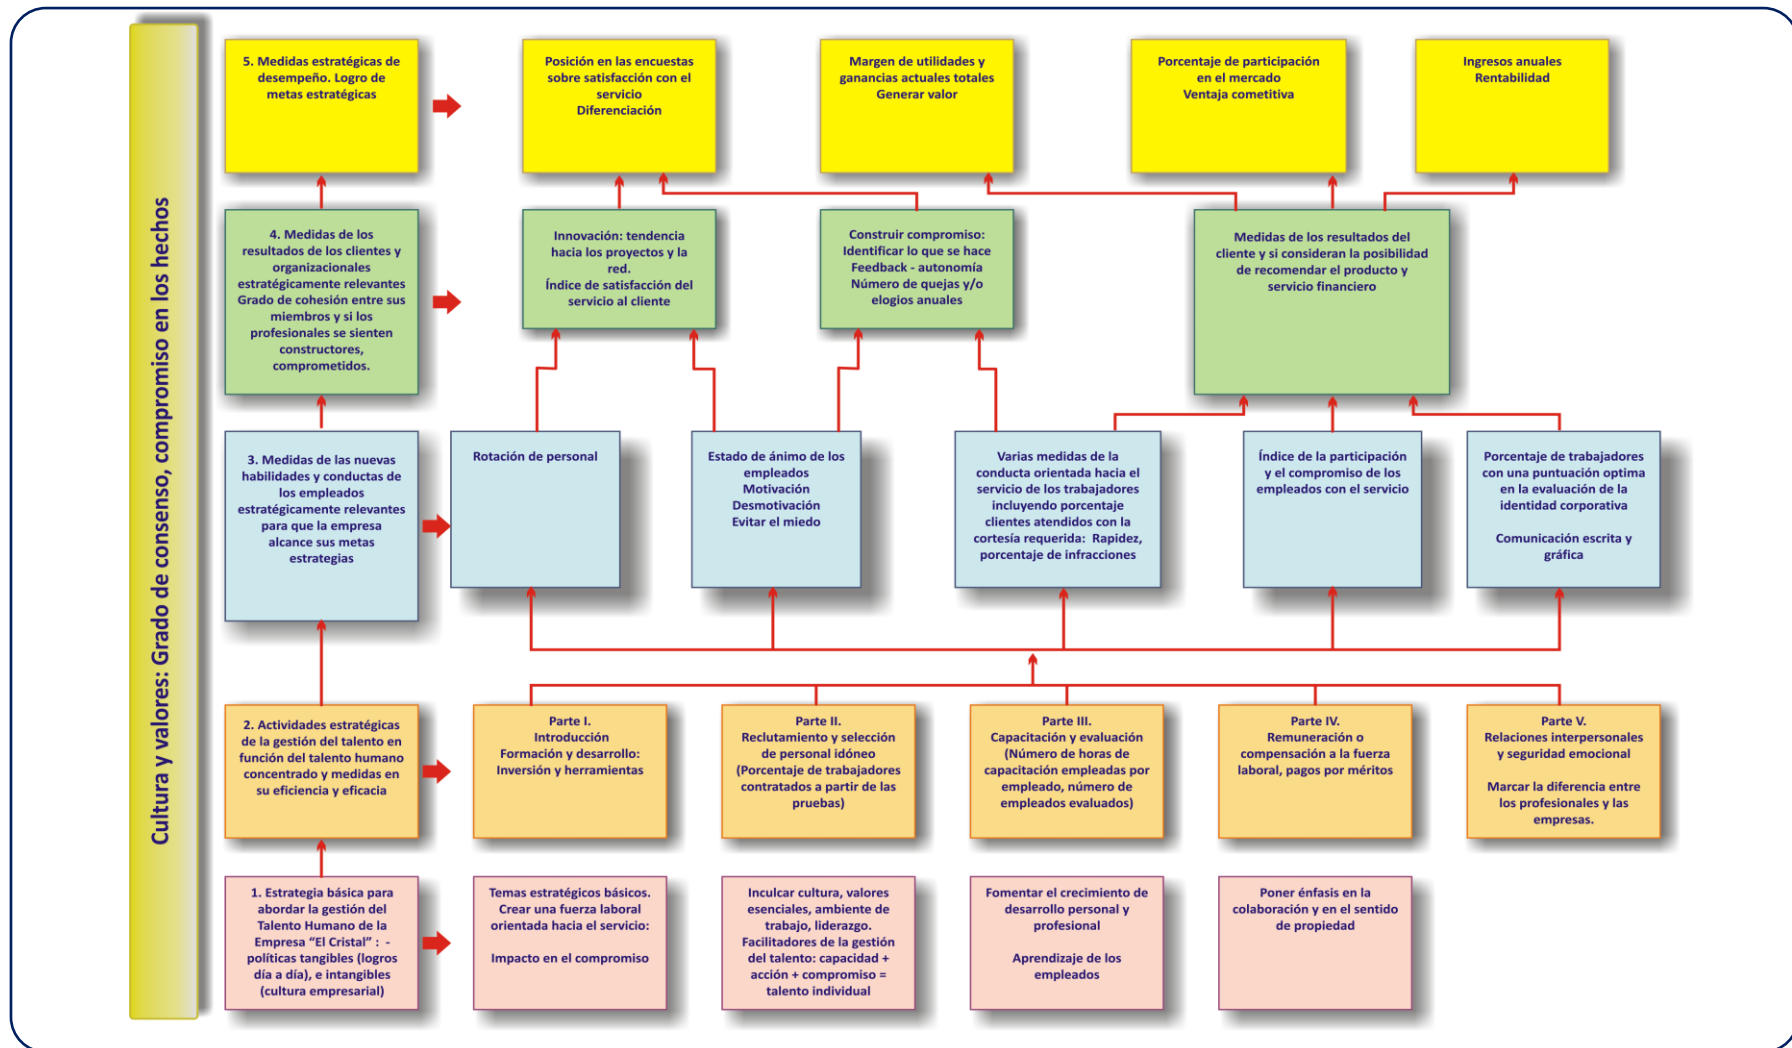 Cultura y valores: Grado de consenso, compromiso en los hechos
5. Medidas estratégicas de
desempeño. Logro de
metas estratégicas
Posición en las encuestas
sobre satisfacción con el
servicio
Diferenciación
Margen de utilidades y
ganancias actuales totales
Generar valor
Porcentaje de participación
en el mercado
Ventaja cometitiva
Ingresos anuales
Rentabilidad
4. Medidas de los
resultados de los clientes y
organizacionales
estratégicamente relevantes
Grado de cohesión entre sus
miembros y si los
profesionales se sienten
constructores,
comprometidos.
Innovación: tendencia
hacia los proyectos y la
red.
Índice de satisfacción del
servicio al cliente
Construir compromiso:
Identificar lo que se hace
Feedback - autonomía
Número de quejas y/o
elogios anuales
Medidas de los resultados del
cliente y si consideran la posibilidad
de recomendar el producto y
servicio financiero
3. Medidas de las nuevas
habilidades y conductas de
los empleados
estratégicamente relevantes
para que la empresa
alcance sus metas
estrategias
Rotación de personal
Estado de ánimo de los
empleados
Motivación
Desmotivación
Evitar el miedo
Varias medidas de la
conducta orientada hacia el
servicio de los trabajadores
incluyendo porcentaje
clientes atendidos con la
cortesía requerida: Rapidez,
porcentaje de infracciones
Índice de la participación
y el compromiso de los
empleados con el servicio
Porcentaje de trabajadores
con una puntuación optima
en la evaluación de la
identidad corporativa
Comunicación escrita y
gráfica
2. Actividades estratégicas
de la gestión del talento en
función del talento humano
concentrado y medidas en
su eficiencia y eficacia
Parte I.
Introducción
Formación y desarrollo:
Inversión y herramientas
Parte II.
Reclutamiento y selección
de personal idóneo
(Porcentaje de trabajadores
contratados a partir de las
pruebas)
Parte III.
Capacitación y evaluación
(Número de horas de
capacitación empleadas por
empleado, número de
empleados evaluados)
Parte IV.
Remuneración o
compensación a la fuerza
laboral, pagos por méritos
Parte V.
Relaciones interpersonales
y seguridad emocional
Marcar la diferencia entre
los profesionales y las
empresas.
1. Estrategia básica para
abordar la gestión del
Talento Humano de la
Empresa “El Cristal” : -
políticas tangibles (logros
día a día), e intangibles
(cultura empresarial)
Temas estratégicos básicos.
Crear una fuerza laboral
orientada hacia el servicio:
Impacto en el compromiso
Inculcar cultura, valores
esenciales, ambiente de
trabajo, liderazgo.
Facilitadores de la gestión
del talento: capacidad +
acción + compromiso =
talento individual
Fomentar el crecimiento de
desarrollo personal y
profesional
Aprendizaje de los
empleados
Poner énfasis en la
colaboración y en el sentido
de propiedad